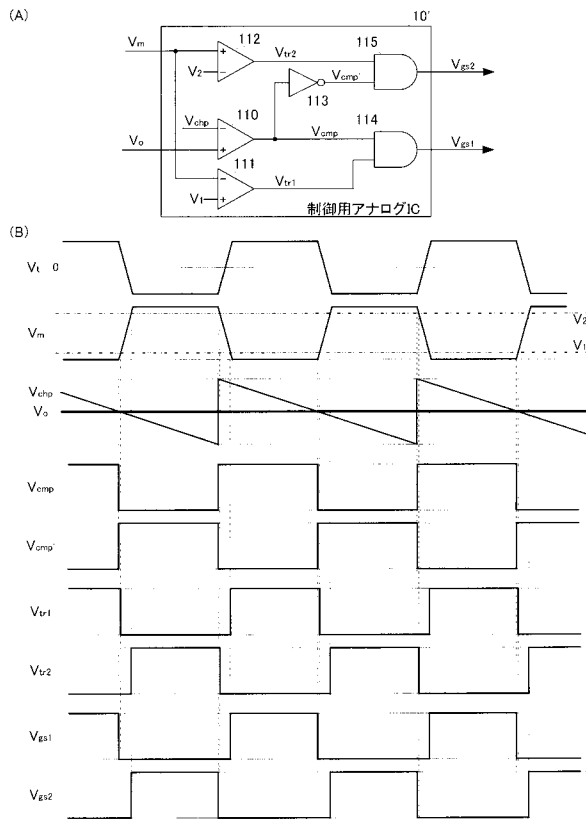 (A)
10'
Vm
112
Vtr2
115
V2
Vcmp'
Vgs2
113
Vchp
110
Vcmp
114
Vo
Vgs1
111
V1
Vtr1
制御用アナログIC
(B)
Vt 0
Vm
V2
V1
Vchp
Vo
Vcmp
Vcmp'
Vtr1
Vtr2
Vgs1
Vgs2